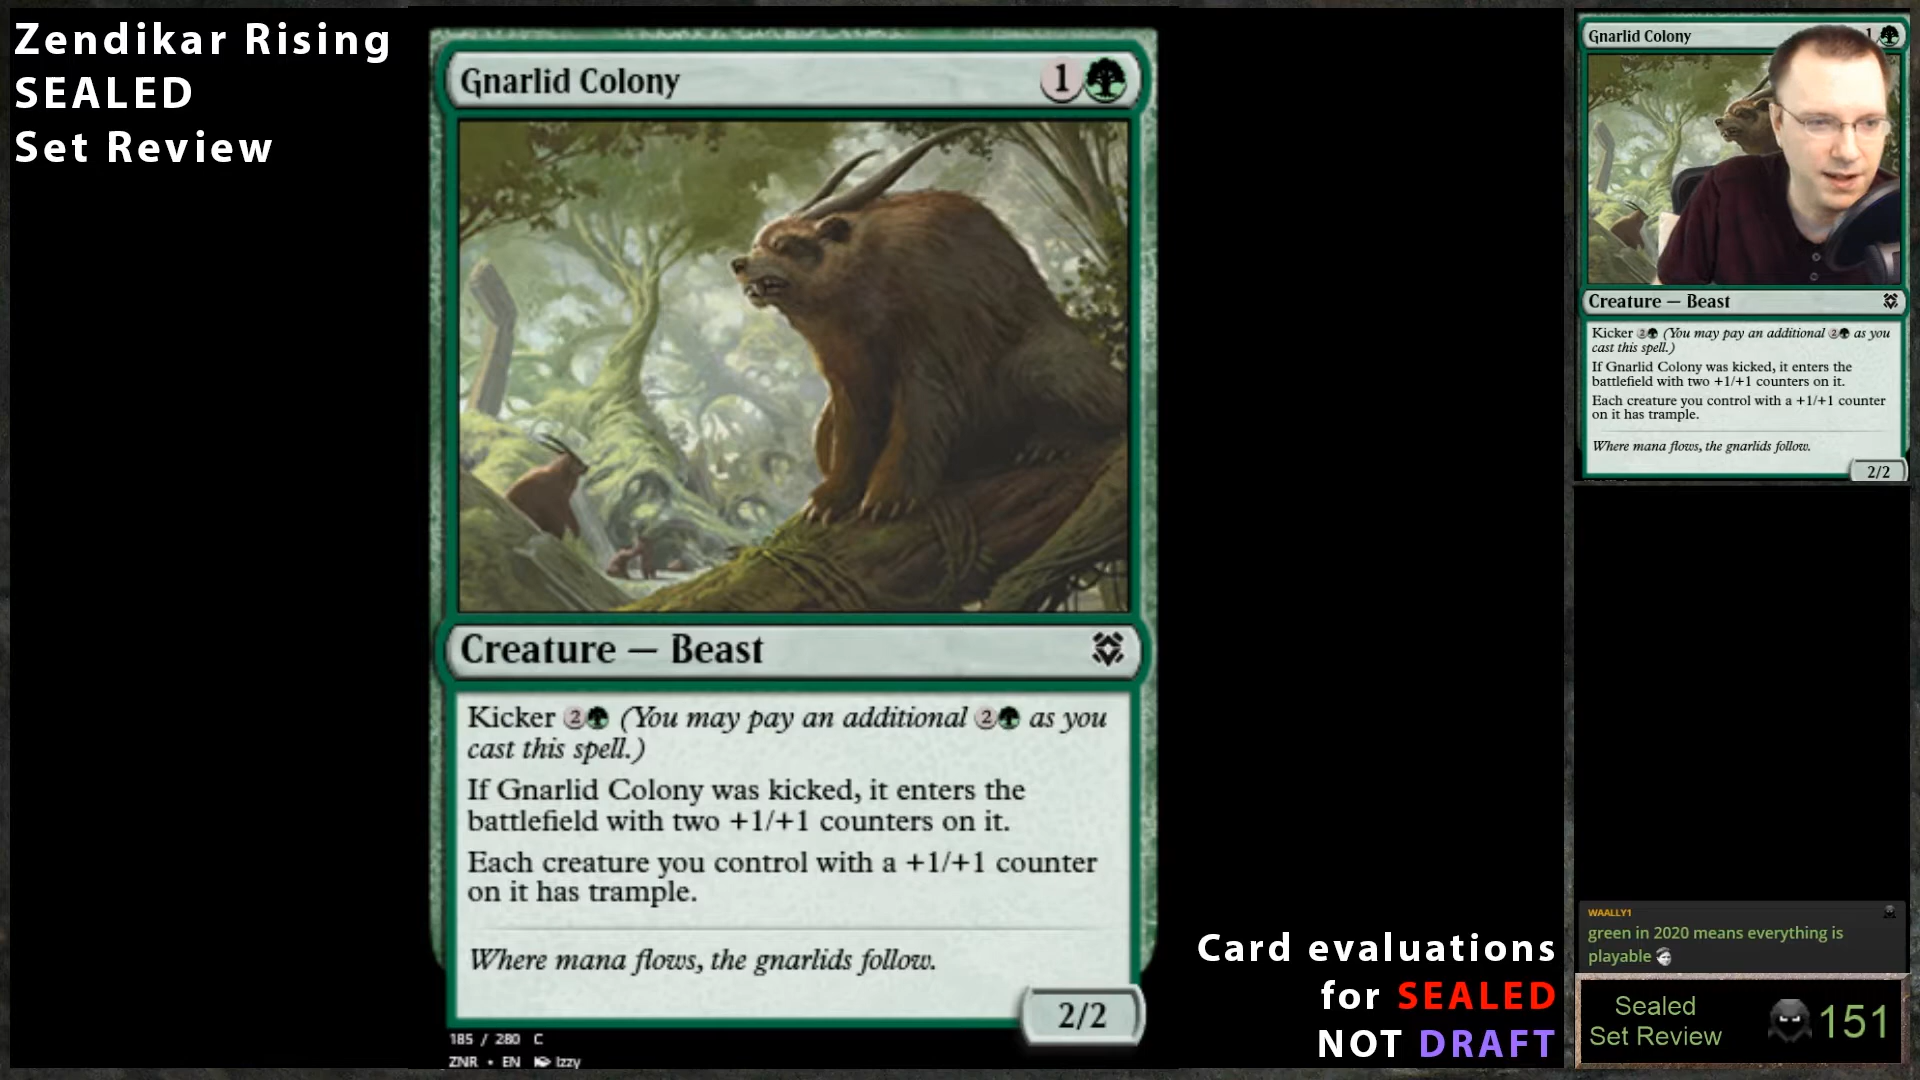 Zendikar Rising
SEALED
Set Review
Gnarlid Colony
1
Creature — Beast
Kicker 2 (You may pay an additional 2 as you
cast this spell.)
If Gnarlid Colony was kicked, it enters the
battlefield with two +1/+1 counters on it.
Each creature you control with a +1/+1 counter
on it has trample.
Where mana flows, the gnarlids follow.
2/2
185 / 280 C
ZNR • EN Izzy
Card evaluations
for SEALED
NOT DRAFT
Gnarlid Colony
1
Creature — Beast
Kicker 2 (You may pay an additional 2 as you
cast this spell.)
If Gnarlid Colony was kicked, it enters the
battlefield with two +1/+1 counters on it.
Each creature you control with a +1/+1 counter
on it has trample.
Where mana flows, the gnarlids follow.
2/2
WAALLY1
green in 2020 means everything is
playable
Sealed
Set Review
151